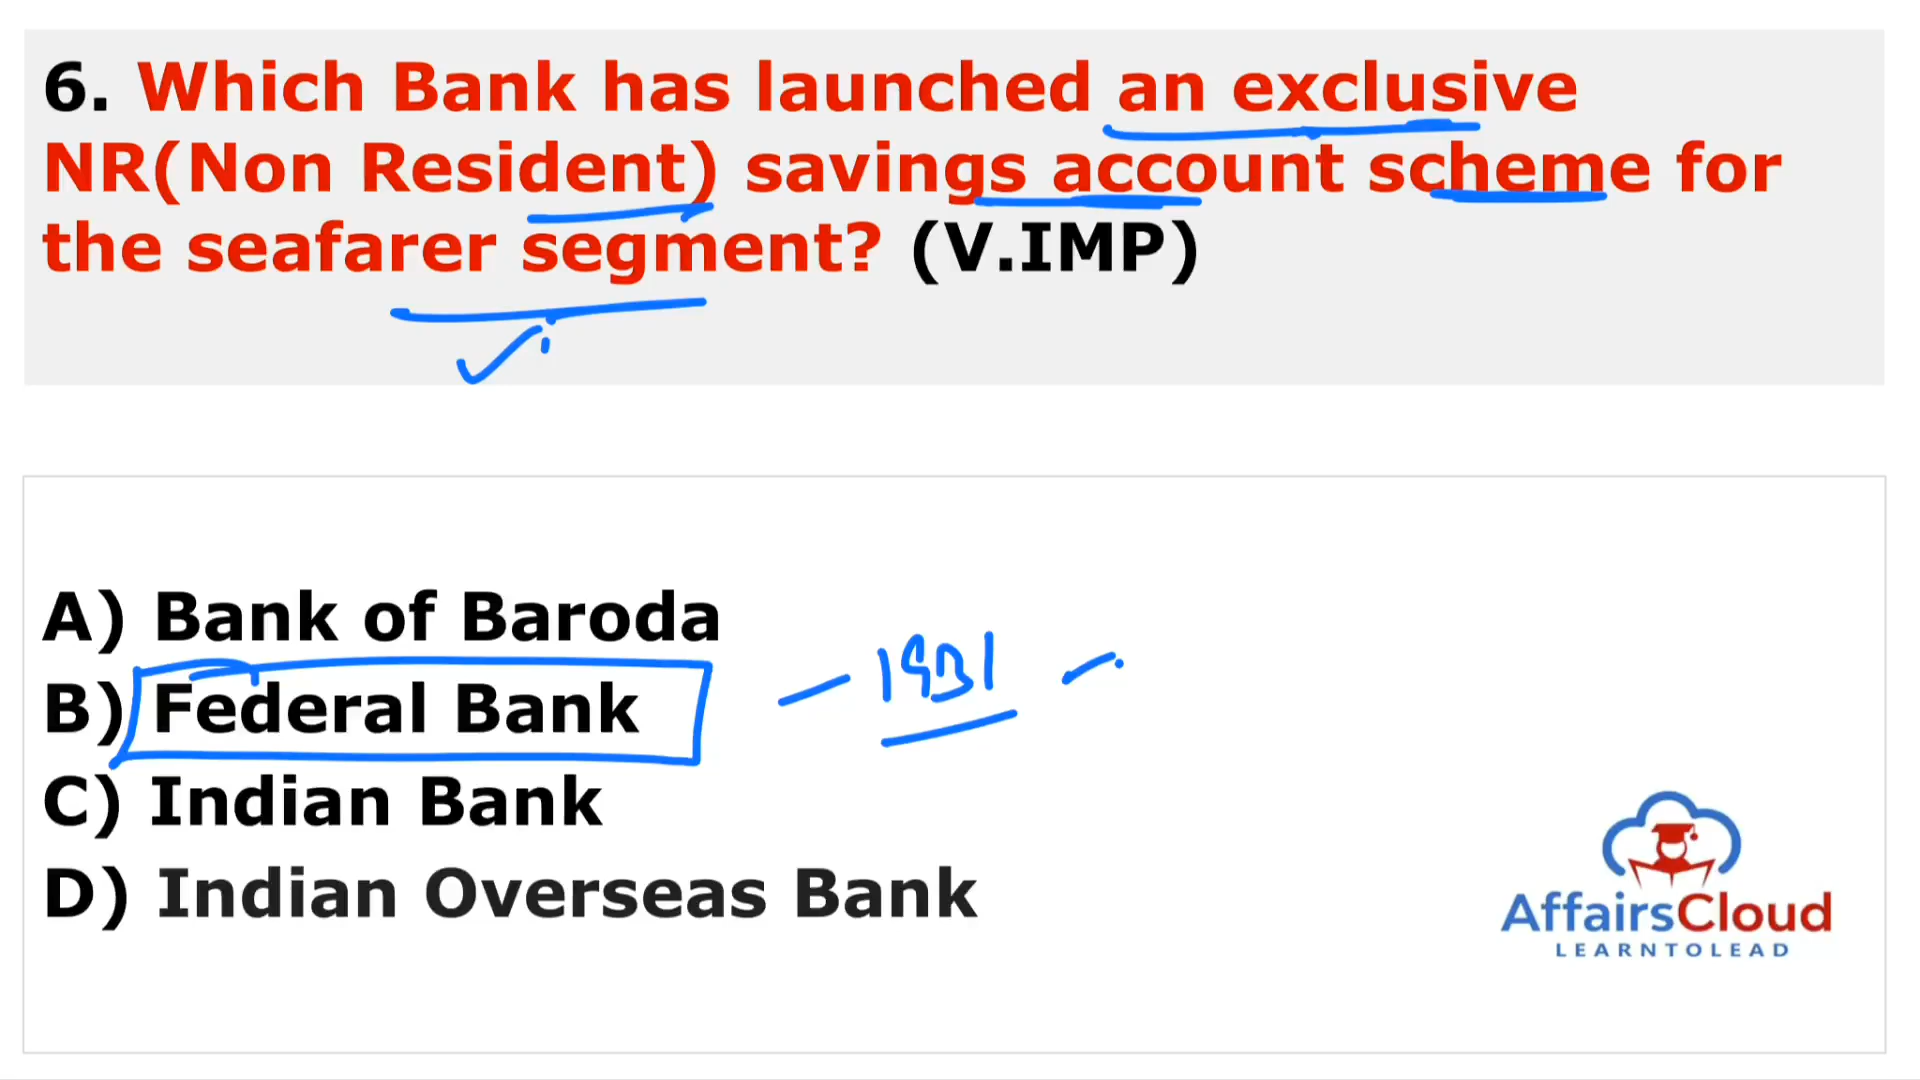 6. Which Bank has launched an exclusive
NR(Non Resident) savings account scheme for
the seafarer segment? (V.IMP)
A) Bank of Baroda
B) Federal Bank
– 1931 –
C) Indian Bank
D) Indian Overseas Bank
AffairsCloud
LEARNTOLEAD